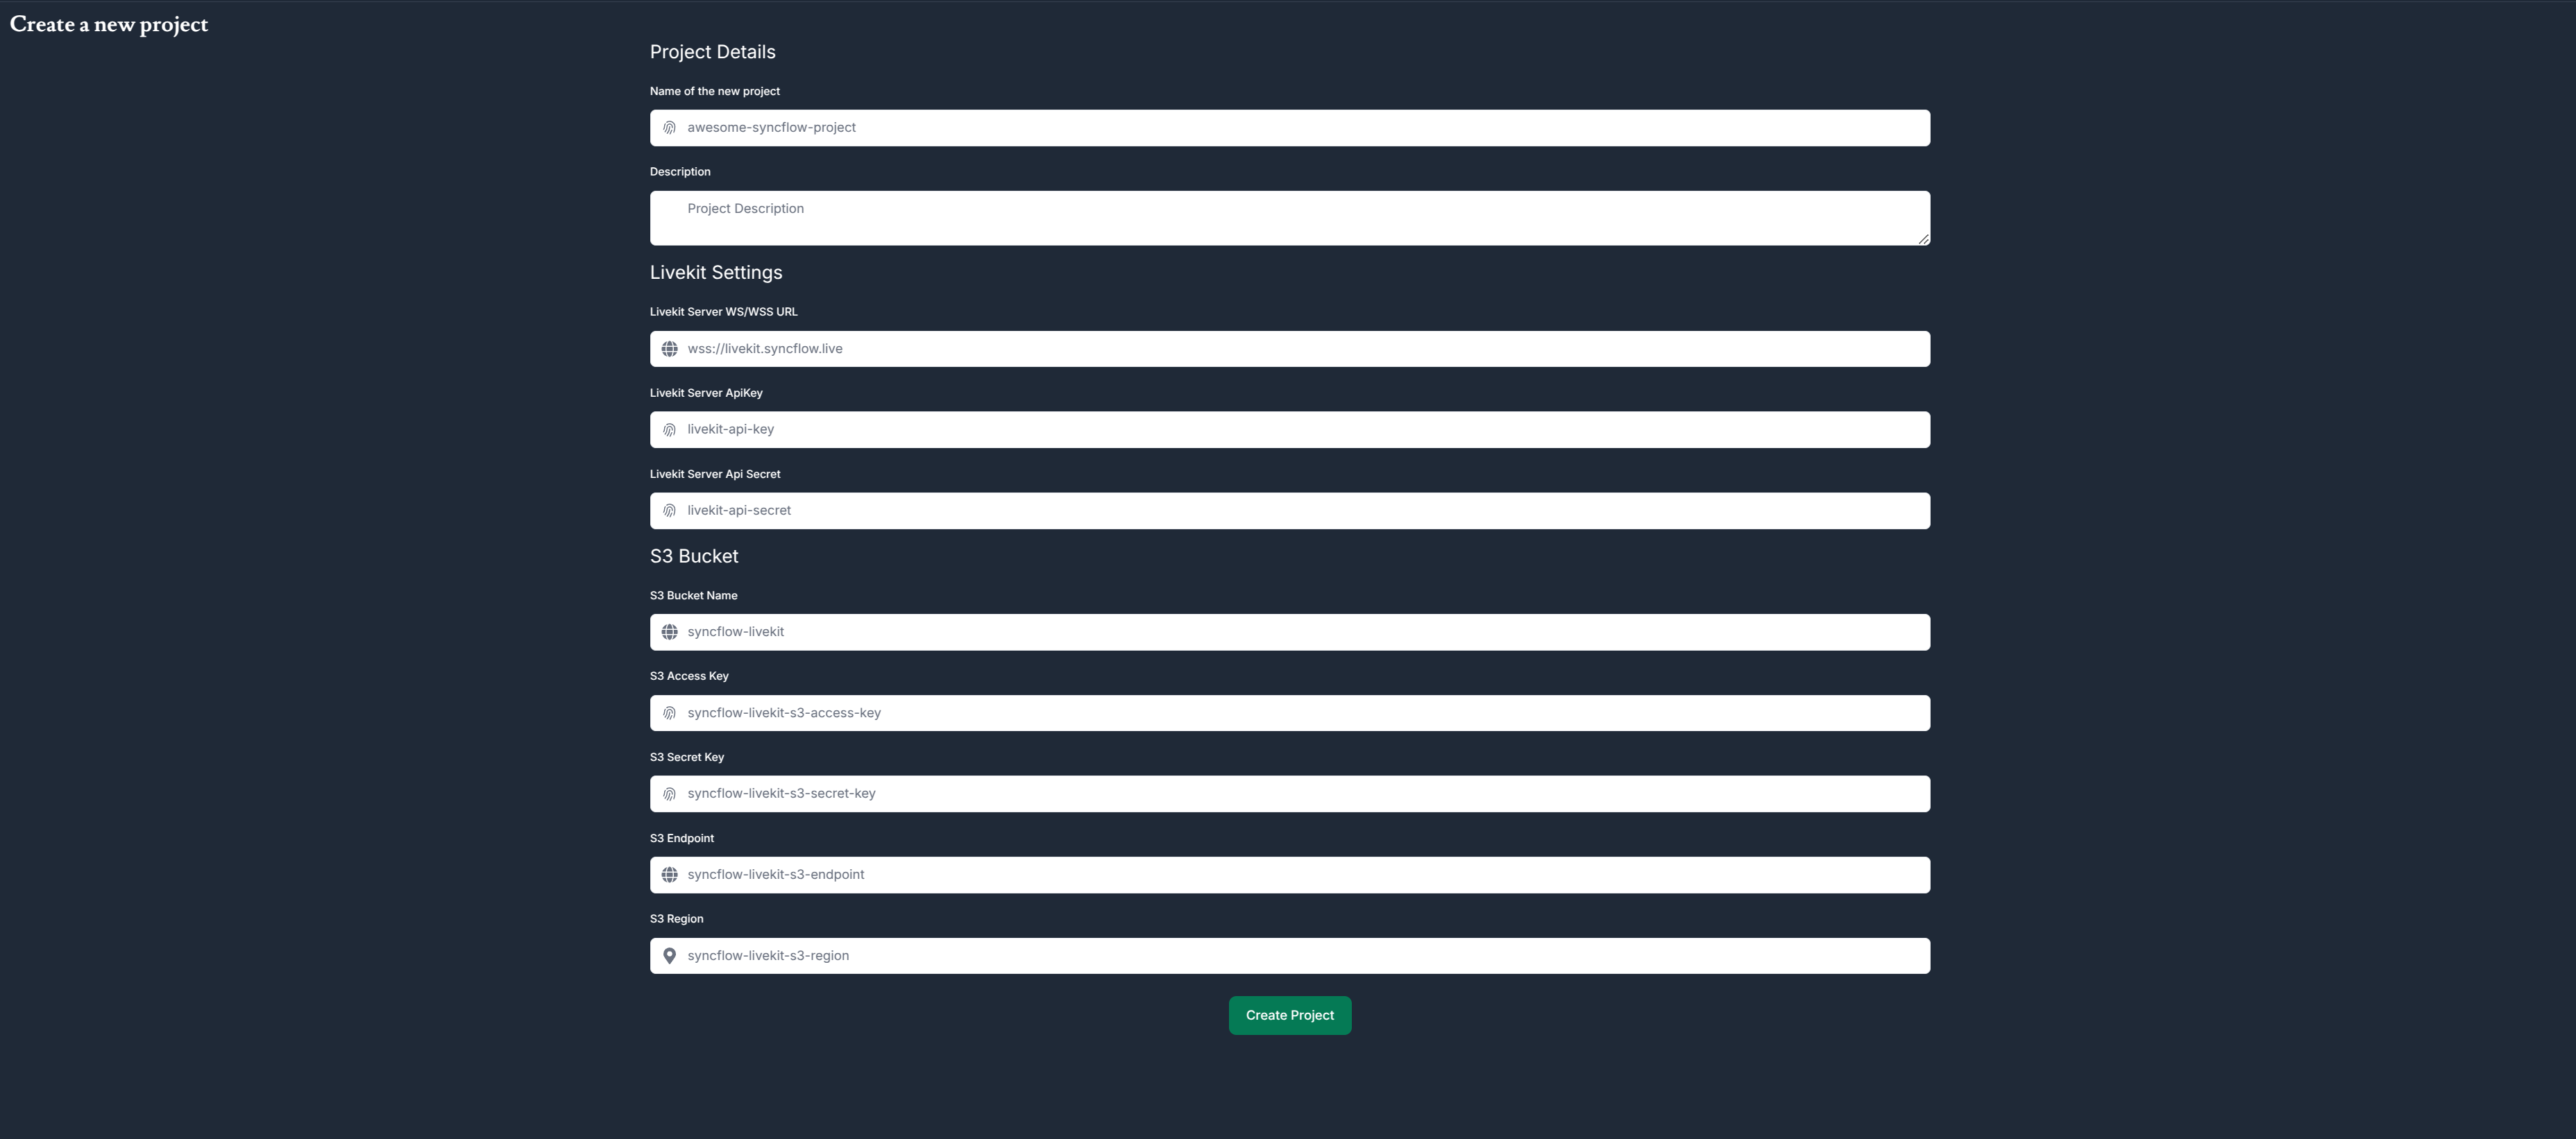 Create a new project
Project Details
Name of the new project
awesome-syncflow-project
Description
Project Description
Livekit Settings
Livekit Server WS/WSS URL
wss://livekit.syncflow.live
Livekit Server ApiKey
livekit-api-key
Livekit Server Api Secret
livekit-api-secret
S3 Bucket
S3 Bucket Name
syncflow-livekit
S3 Access Key
syncflow-livekit-s3-access-key
S3 Secret Key
syncflow-livekit-s3-secret-key
S3 Endpoint
syncflow-livekit-s3-endpoint
S3 Region
syncflow-livekit-s3-region
Create Project